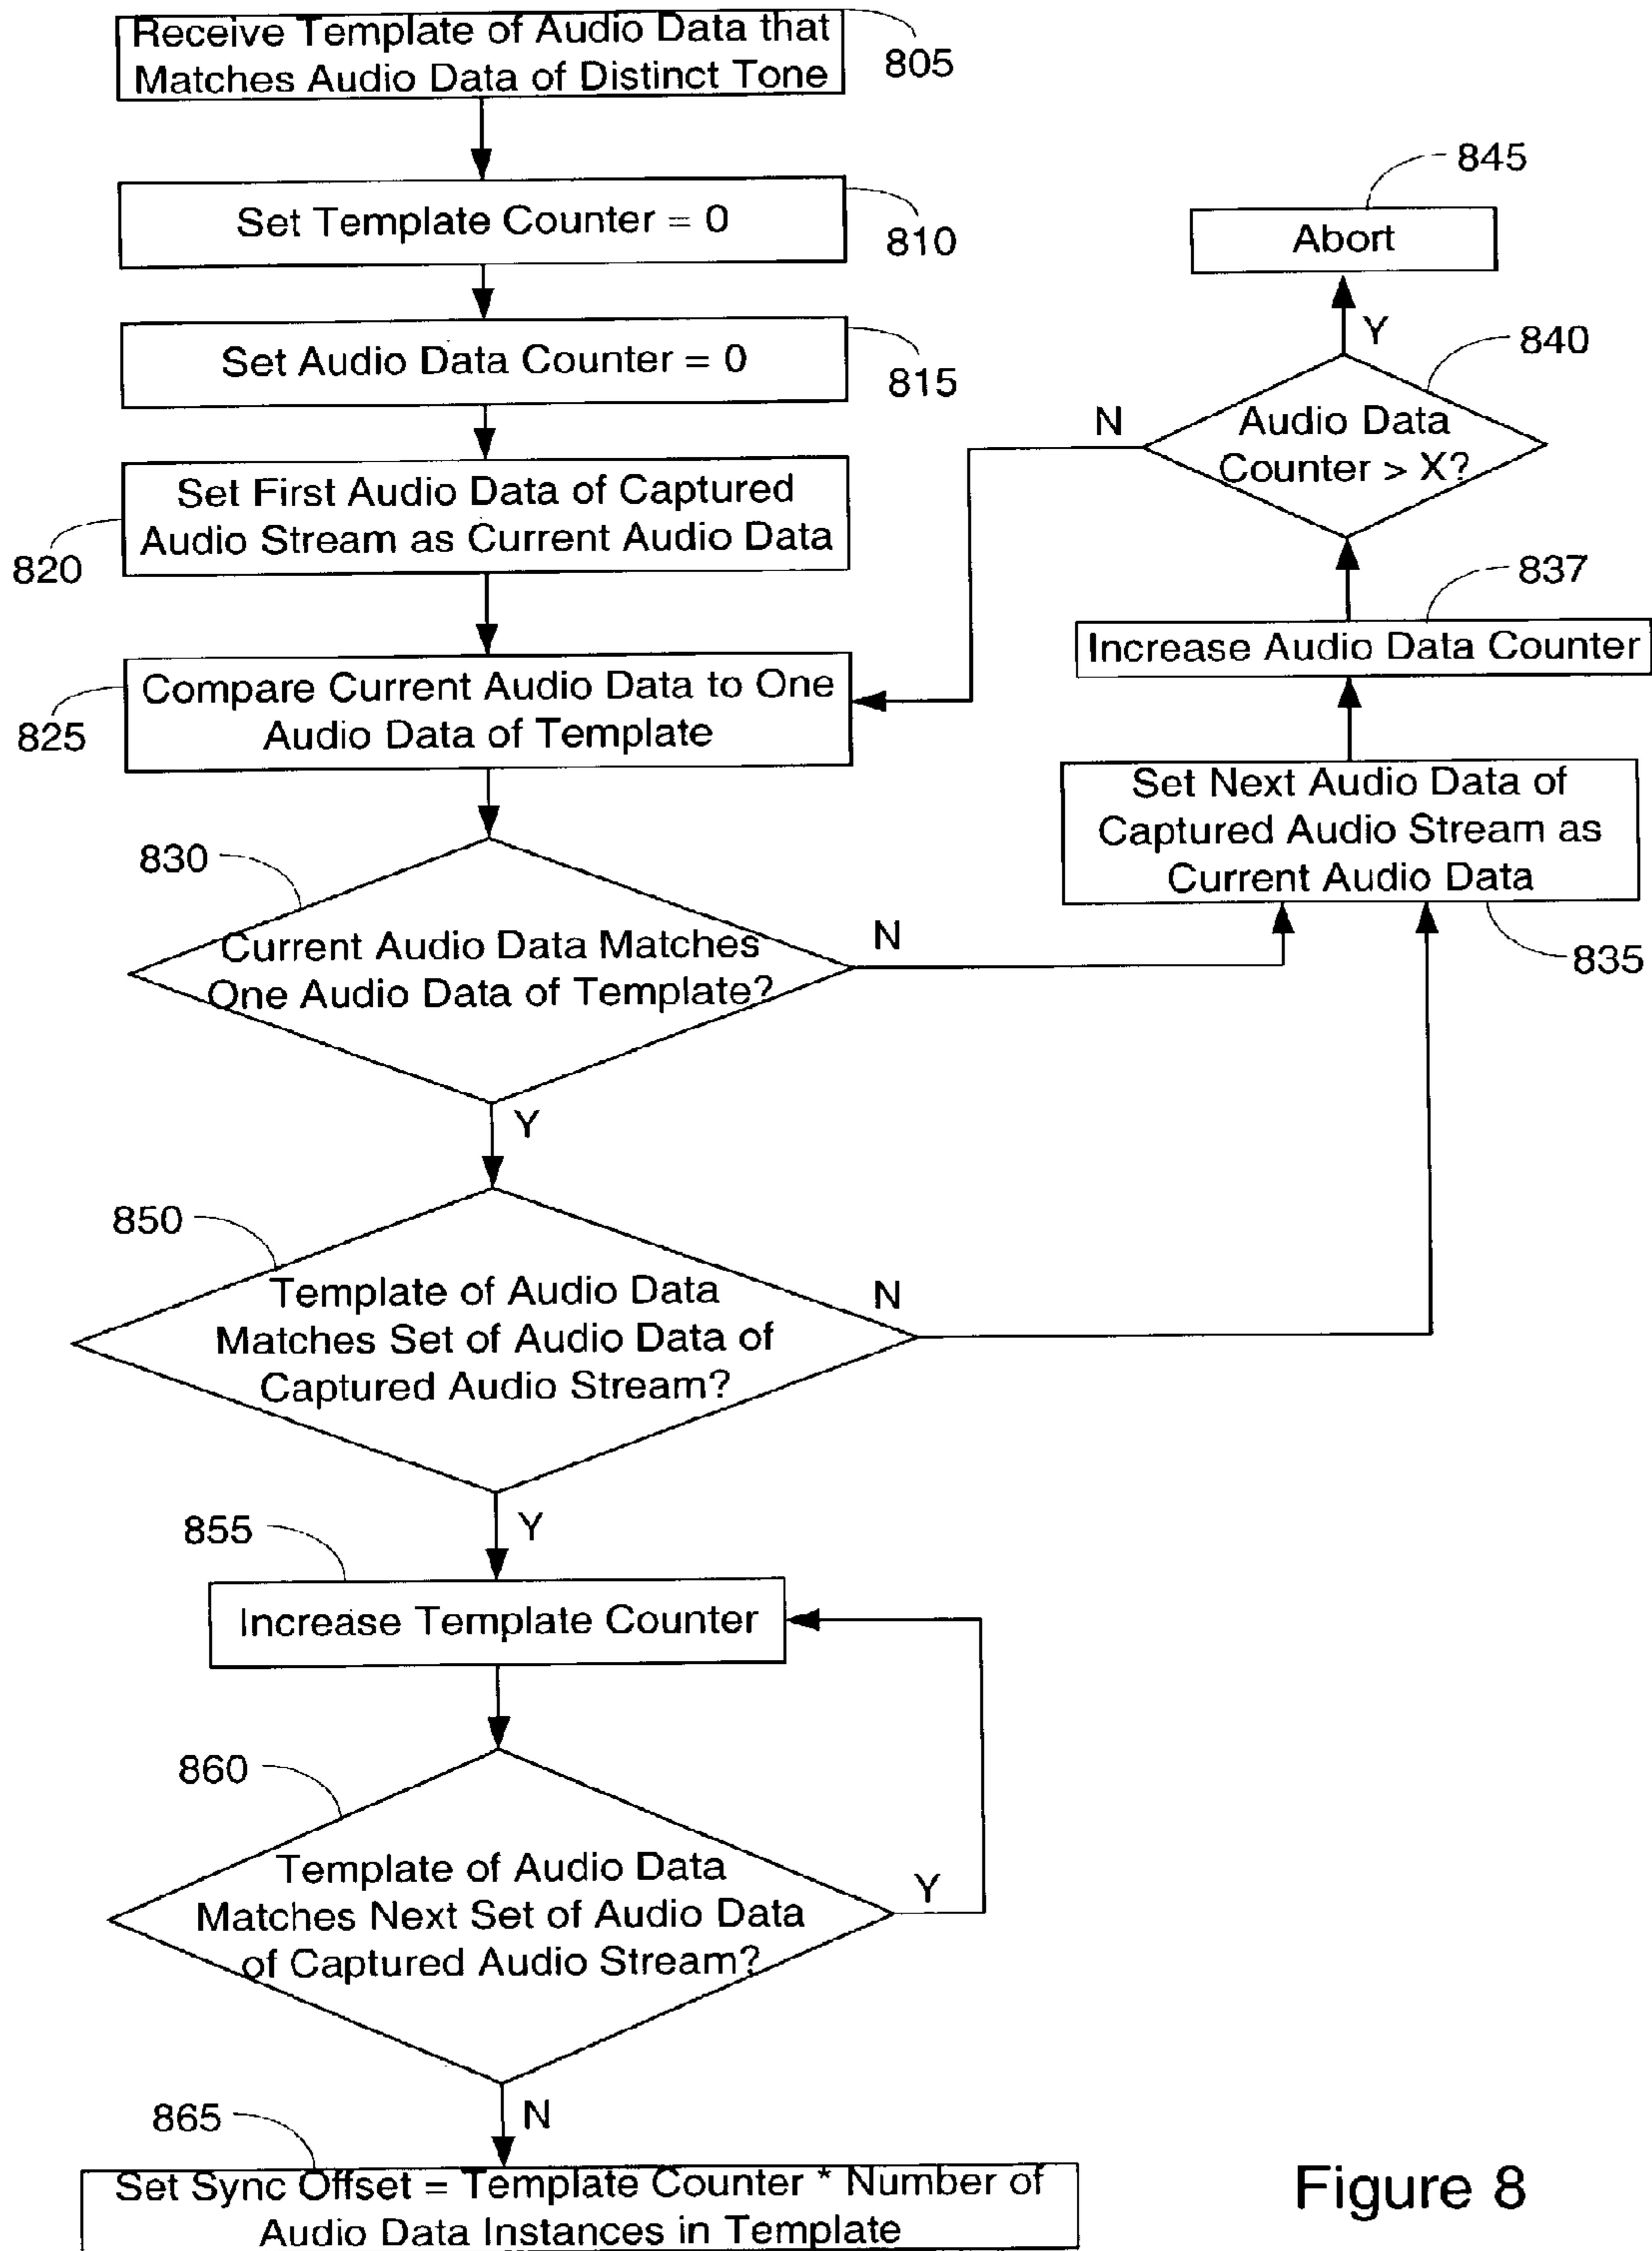 Receive Template of Audio Data that
Matches Audio Data of Distinct Tone
805
Set Template Counter = 0
810
Set Audio Data Counter = 0
815
Set First Audio Data of Captured
Audio Stream as Current Audio Data
820
Compare Current Audio Data to One
Audio Data of Template
825
830
Current Audio Data Matches
One Audio Data of Template?
N
Y
845
Abort
Y
840
N
Audio Data
Counter > X?
837
Increase Audio Data Counter
Set Next Audio Data of
Captured Audio Stream as
Current Audio Data
835
850
Template of Audio Data
Matches Set of Audio Data of
Captured Audio Stream?
N
Y
855
Increase Template Counter
860
Template of Audio Data
Matches Next Set of Audio Data
of Captured Audio Stream?
Y
N
865
Set Sync Offset = Template Counter * Number of
Audio Data Instances in Template
Figure 8